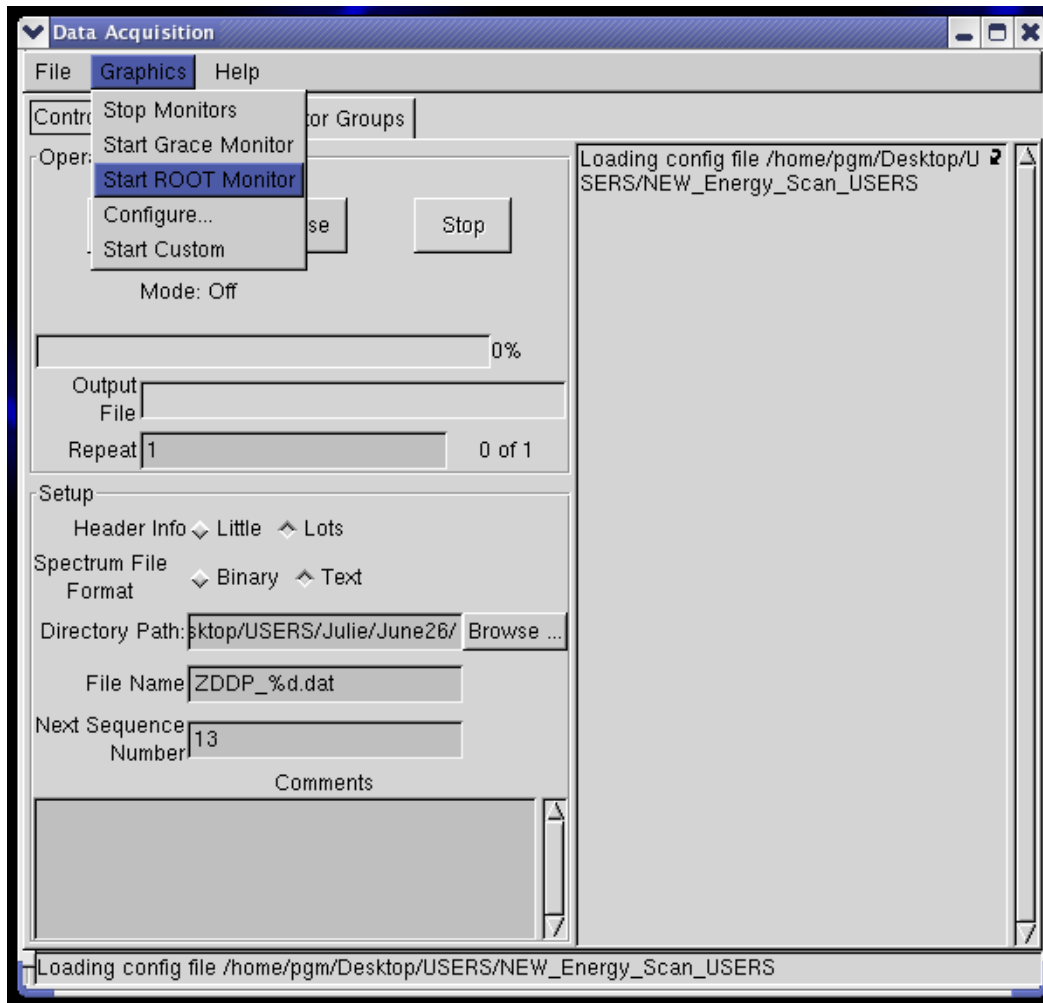 Data Acquisition
File Graphics Help
Stop Monitors
Start Grace Monitor
Start ROOT Monitor
Configure...
Start Custom
Contro
tor Groups
Opera
se
Stop
Mode: Off
0%
Output
File
Repeat 1 0 of 1
Setup
Header Info Little Lots
Spectrum File
Format
Binary Text
Directory Path: sktop/USERS/Julie/June26/ Browse ...
File Name ZDDP_%d.dat
Next Sequence
Number
13
Comments
Loading config file /home/pgm/Desktop/U
SERS/NEW_Energy_Scan_USERS
Loading config file /home/pgm/Desktop/USERS/NEW_Energy_Scan_USERS